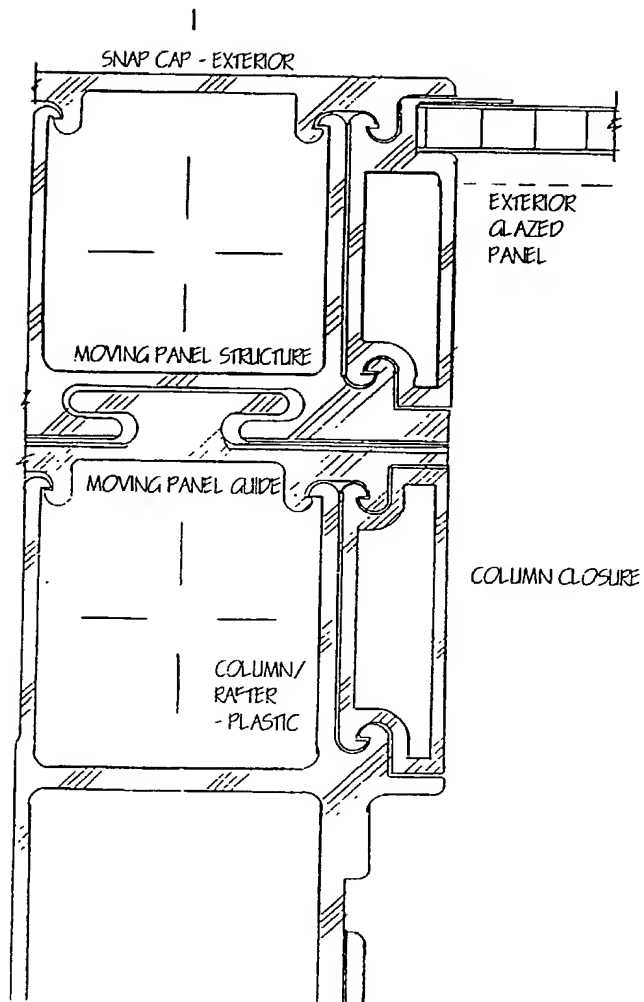 SNAP CAP - EXTERIOR
EXTERIOR
GLAZED
PANEL
MOVING PANEL STRUCTURE
MOVING PANEL GUIDE
COLUMN CLOSURE
COLUMN/
RAFTER
- PLASTIC